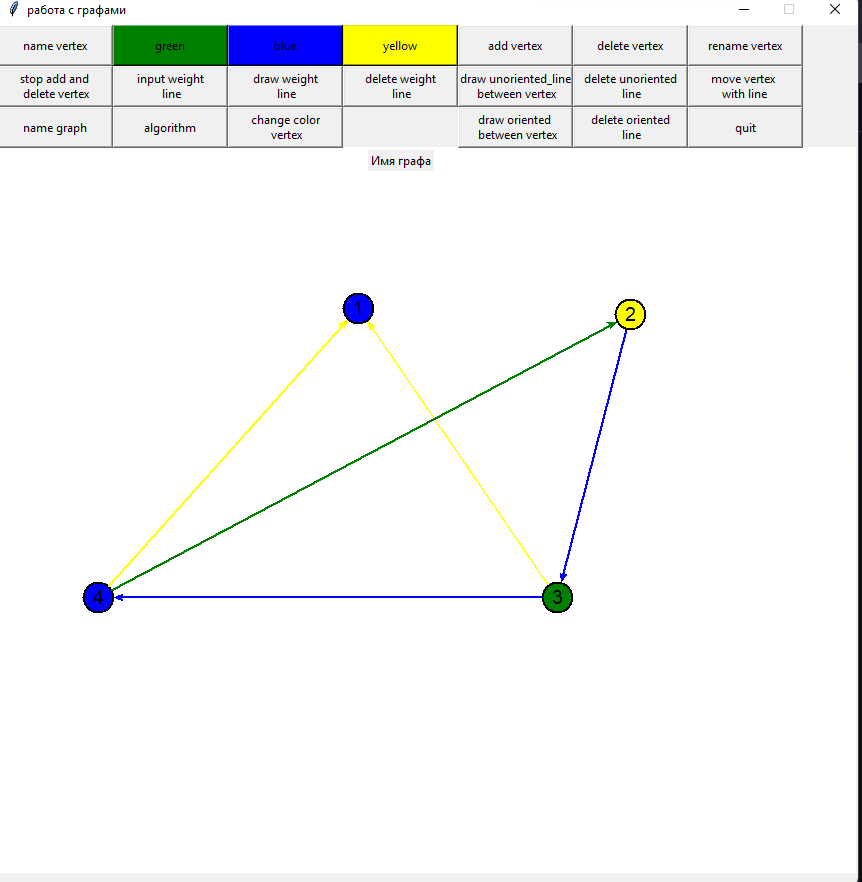 работа с графами
name vertex
green
blue
yellow
add vertex
delete vertex
rename vertex
stop add and
delete vertex
input weight
line
draw weight
line
delete weight
line
draw unoriented_line
between vertex
delete unoriented
line
move vertex
with line
name graph
algorithm
change color
vertex
draw oriented
between vertex
delete oriented
line
quit
Имя графа
1
2
4
3